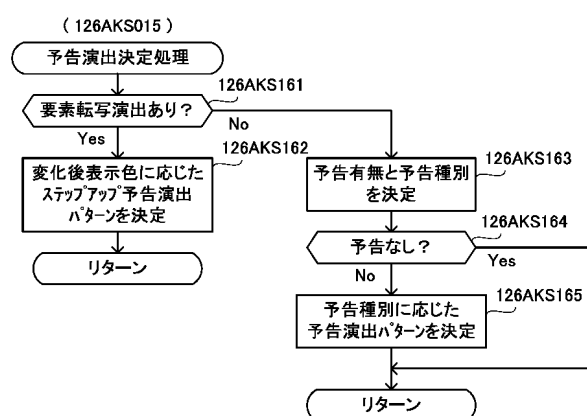 (126AKS015)
予告演出決定処理
126AKS161
要素転写演出あり?
Yes
No
126AKS162
変化後表示色に応じた
ステップアップ予告演出
パターンを決定
リターン
126AKS163
予告有無と予告種別
を決定
126AKS164
予告なし?
Yes
No
126AKS165
予告種別に応じた
予告演出パターンを決定
リターン